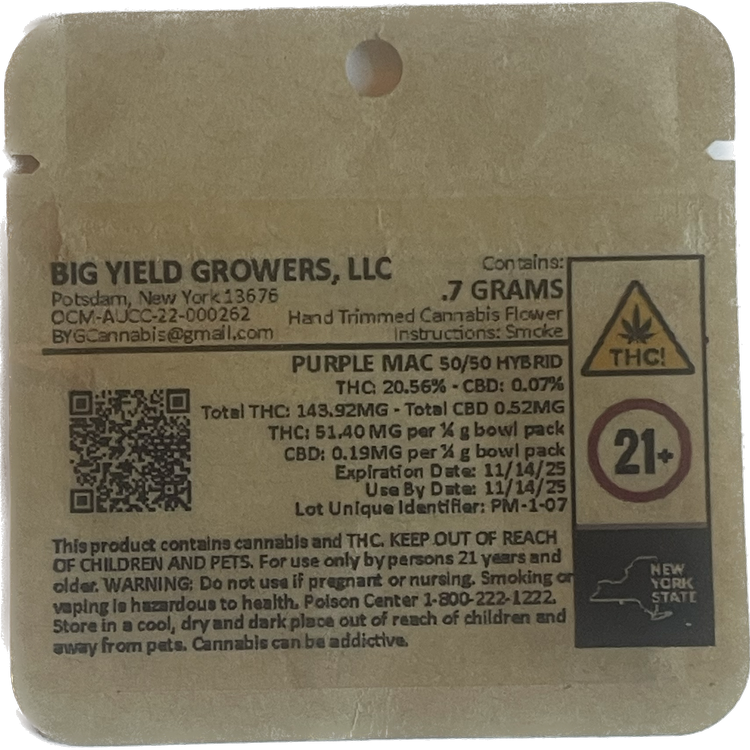 BIG YIELD GROWERS, LLC
Potsdam, New York 13676
OCM-AUCC-22-000262
BYGCannabis@gmail.com
Contains:
.7 GRAMS
Hand Trimmed Cannabis Flower
Instructions: Smoke
PURPLE MAC 50/50 HYBRID
THC: 20.56% - CBD: 0.07%
Total THC: 143.92MG - Total CBD 0.52MG
THC: 51.40 MG per ¼ g bowl pack
CBD: 0.19MG per ¼ g bowl pack
Expiration Date: 11/14/25
Use By Date: 11/14/25
Lot Unique Identifier: PM-1-07
This product contains cannabis and THC. KEEP OUT OF REACH
OF CHILDREN AND PETS. For use only by persons 21 years and
older. WARNING: Do not use if pregnant or nursing. Smoking or
vaping is hazardous to health. Poison Center 1-800-222-1222.
Store in a cool, dry and dark place out of reach of children and
away from pets. Cannabis can be addictive.
THC!
21+
NEW
YORK
STATE